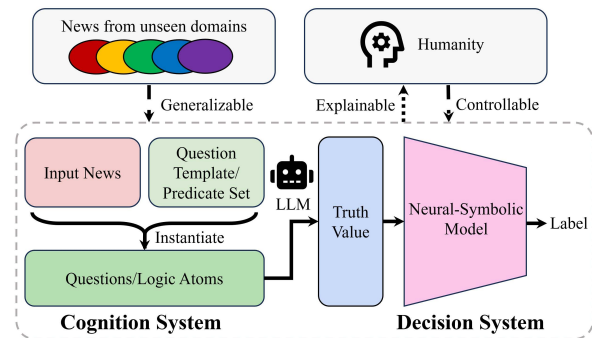 News from unseen domains
Humanity
Generalizable
Explainable
Controllable
Input News
Question
Template/
Predicate Set
LLM
Truth
Value
Neural-Symbolic
Model
Label
Instantiate
Questions/Logic Atoms
Cognition System
Decision System